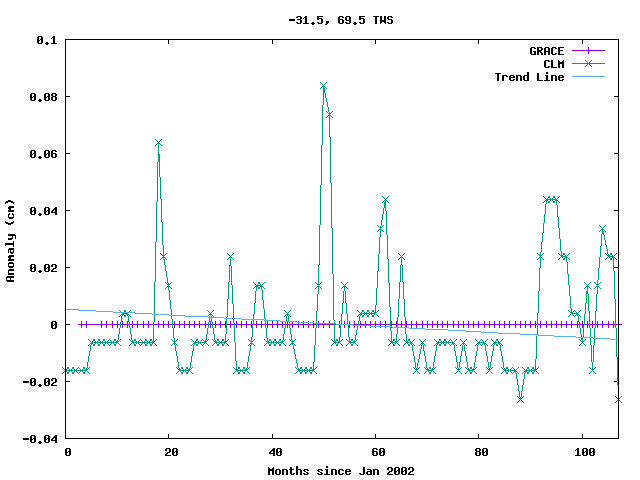 -31.5, 69.5 TWS
GRACE
CLM
Trend Line
0.1
0.08
0.06
0.04
0.02
0
-0.02
-0.04
Anomaly (cm)
0 20 40 60 80 100
Months since Jan 2002